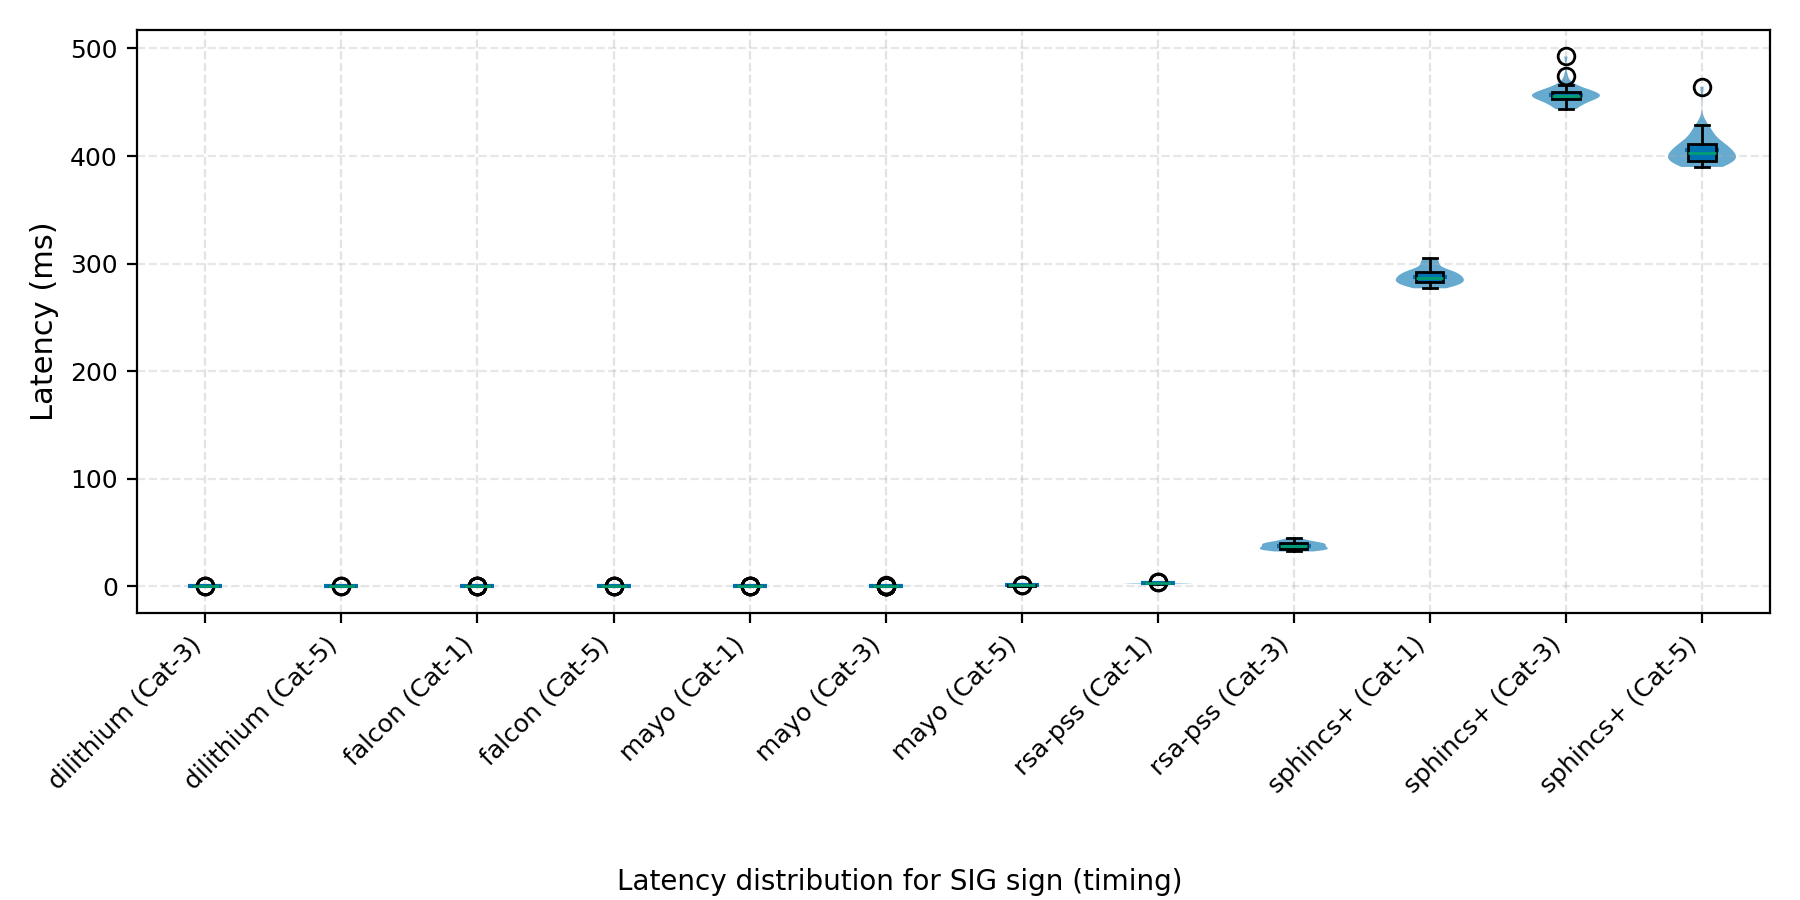 Latency (ms)
500
400
300
200
100
0
dilithium (Cat-3)
dilithium (Cat-5)
falcon (Cat-1)
falcon (Cat-5)
mayo (Cat-1)
mayo (Cat-3)
mayo (Cat-5)
rsa-pss (Cat-1)
rsa-pss (Cat-3)
sphincs+ (Cat-1)
sphincs+ (Cat-3)
sphincs+ (Cat-5)
Latency distribution for SIG sign (timing)